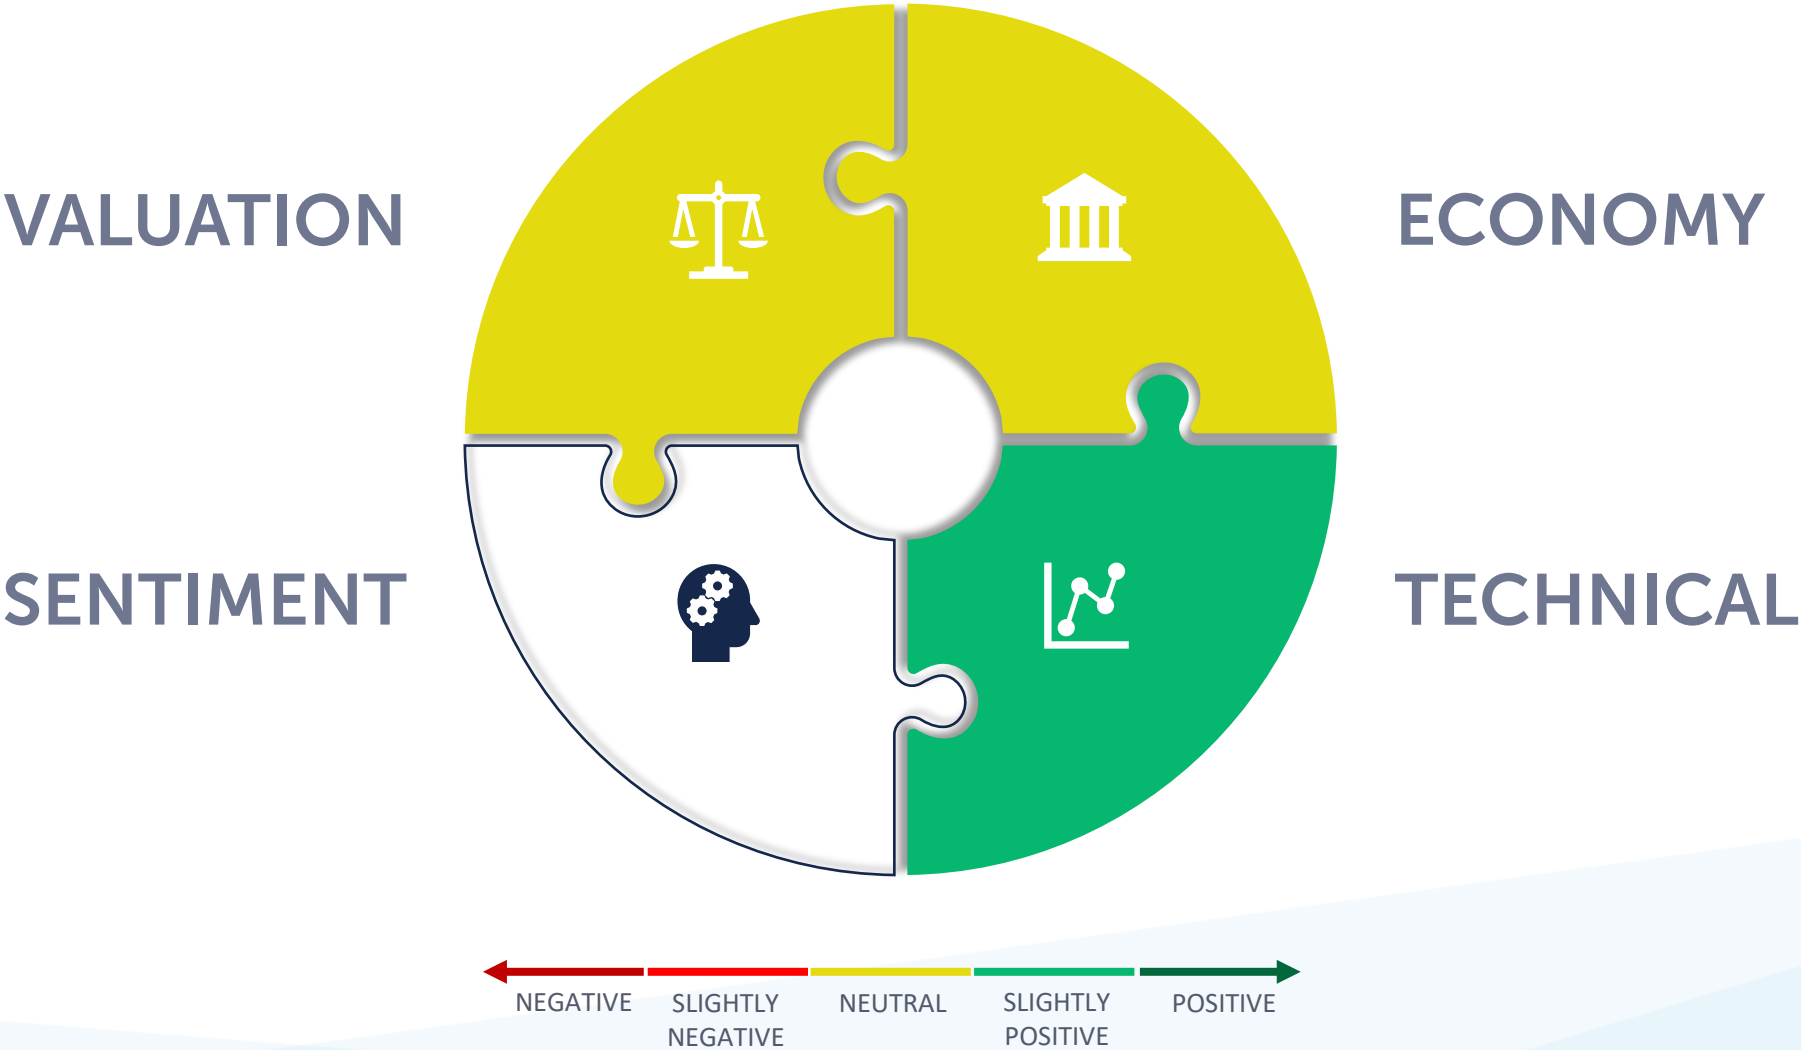 VALUATION
ECONOMY
SENTIMENT
TECHNICAL
NEGATIVE
SLIGHTLY
NEGATIVE
NEUTRAL
SLIGHTLY
POSITIVE
POSITIVE